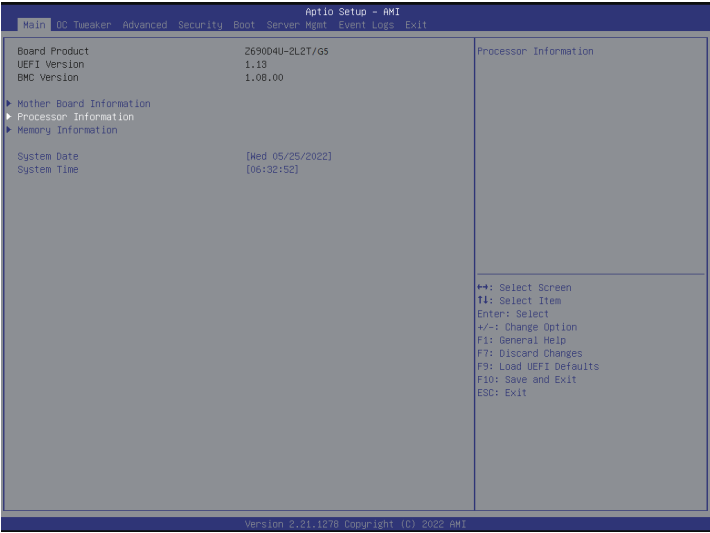 Aptio Setup – AMI
Main OC Tweaker Advanced Security Boot Server Mgmt Event Logs Exit
Board Product Z690D4U-2L2T/G5
UEFI Version 1.13
BMC Version 1.08.00
Mother Board Information
Processor Information
Memory Information
System Date [Wed 05/25/2022]
System Time [06:32:52]
Processor Information
↔: Select Screen
↑↓: Select Item
Enter: Select
+/-: Change Option
F1: General Help
F7: Discard Changes
F9: Load UEFI Defaults
F10: Save and Exit
ESC: Exit
Version 2.21.1278 Copyright (C) 2022 AMI